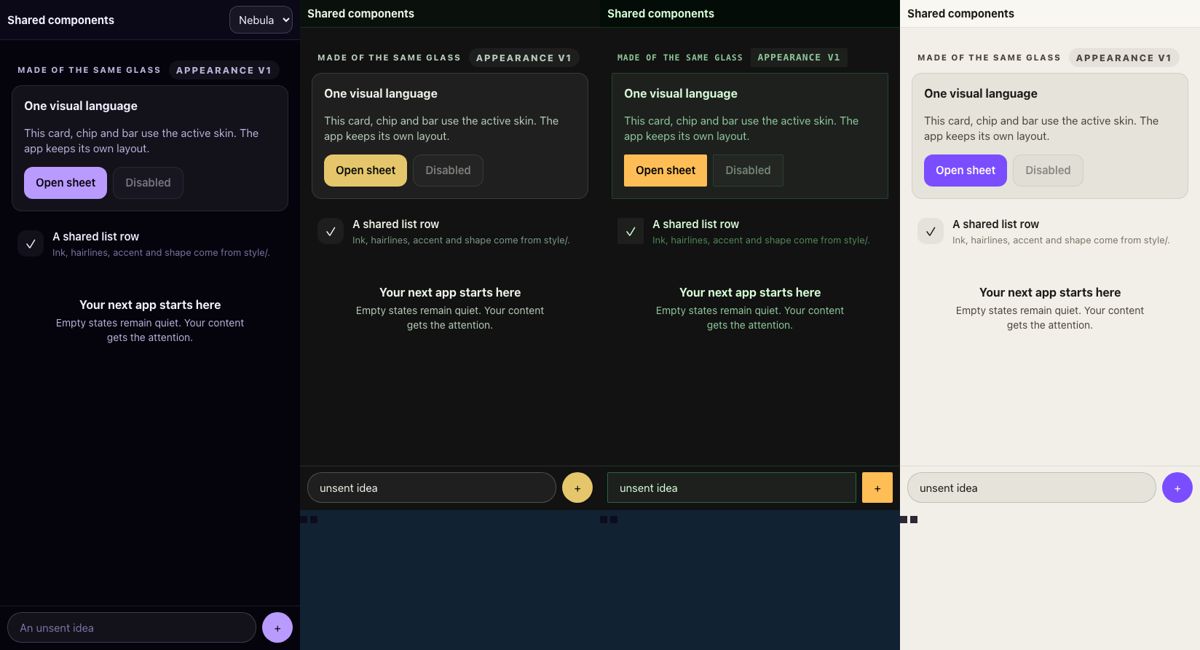 Shared components
Nebula
MADE OF THE SAME GLASS
APPEARANCE V1
One visual language
This card, chip and bar use the active skin. The
app keeps its own layout.
Open sheet
Disabled
✓
A shared list row
Ink, hairlines, accent and shape come from style/.
Your next app starts here
Empty states remain quiet. Your content
gets the attention.
An unsent idea
+
Shared components
MADE OF THE SAME GLASS
APPEARANCE V1
One visual language
This card, chip and bar use the active skin. The
app keeps its own layout.
Open sheet
Disabled
✓
A shared list row
Ink, hairlines, accent and shape come from style/.
Your next app starts here
Empty states remain quiet. Your content
gets the attention.
unsent idea
+
Shared components
MADE OF THE SAME GLASS
APPEARANCE V1
One visual language
This card, chip and bar use the active skin. The
app keeps its own layout.
Open sheet
Disabled
✓
A shared list row
Ink, hairlines, accent and shape come from style/.
Your next app starts here
Empty states remain quiet. Your content
gets the attention.
unsent idea
+
Shared components
MADE OF THE SAME GLASS
APPEARANCE V1
One visual language
This card, chip and bar use the active skin. The
app keeps its own layout.
Open sheet
Disabled
✓
A shared list row
Ink, hairlines, accent and shape come from style/.
Your next app starts here
Empty states remain quiet. Your content
gets the attention.
unsent idea
+